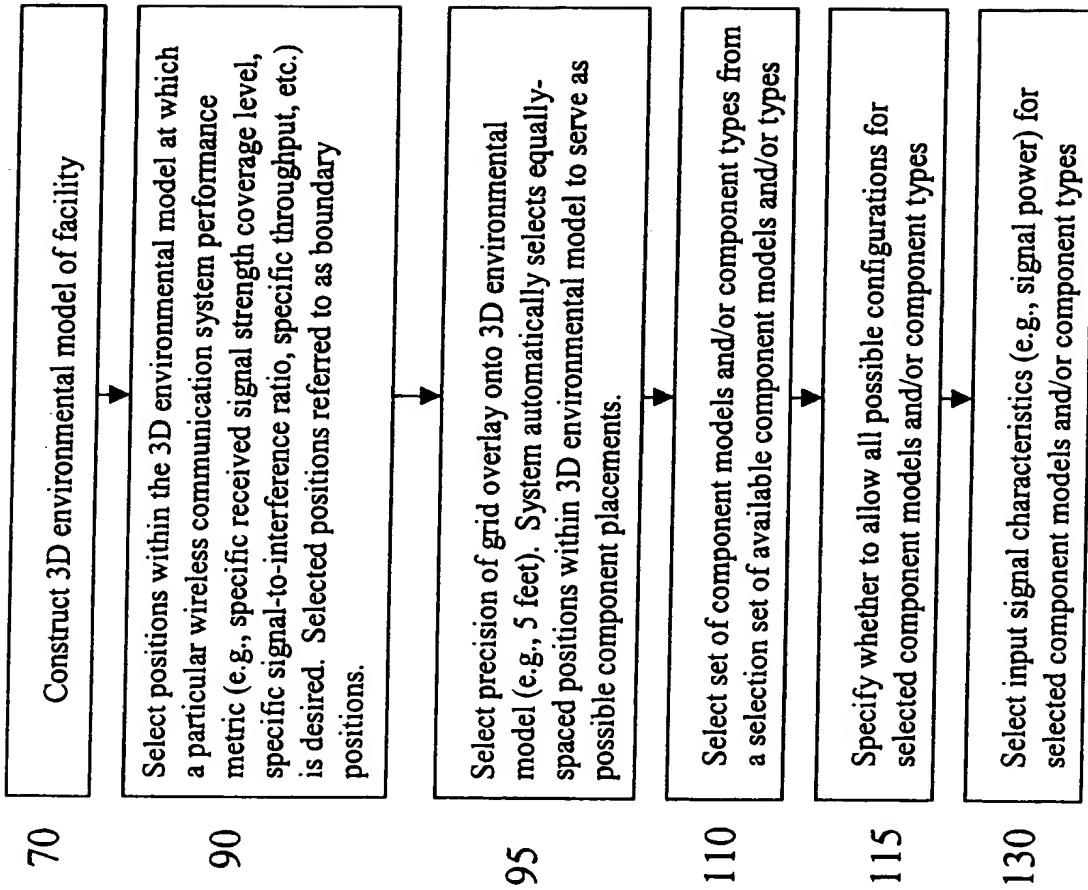 70
Construct 3D environmental model of facility
90
Select positions within the 3D environmental model at which
a particular wireless communication system performance
metric (e.g., specific received signal strength coverage level,
specific signal-to-interference ratio, specific throughput, etc.)
is desired. Selected positions referred to as boundary
positions.
95
Select precision of grid overlay onto 3D environmental
model (e.g., 5 feet). System automatically selects equally-
spaced positions within 3D environmental model to serve as
possible component placements.
110
Select set of component models and/or component types from
a selection set of available component models and/or types
115
Specify whether to allow all possible configurations for
selected component models and/or component types
130
Select input signal characteristics (e.g., signal power) for
selected component models and/or component types